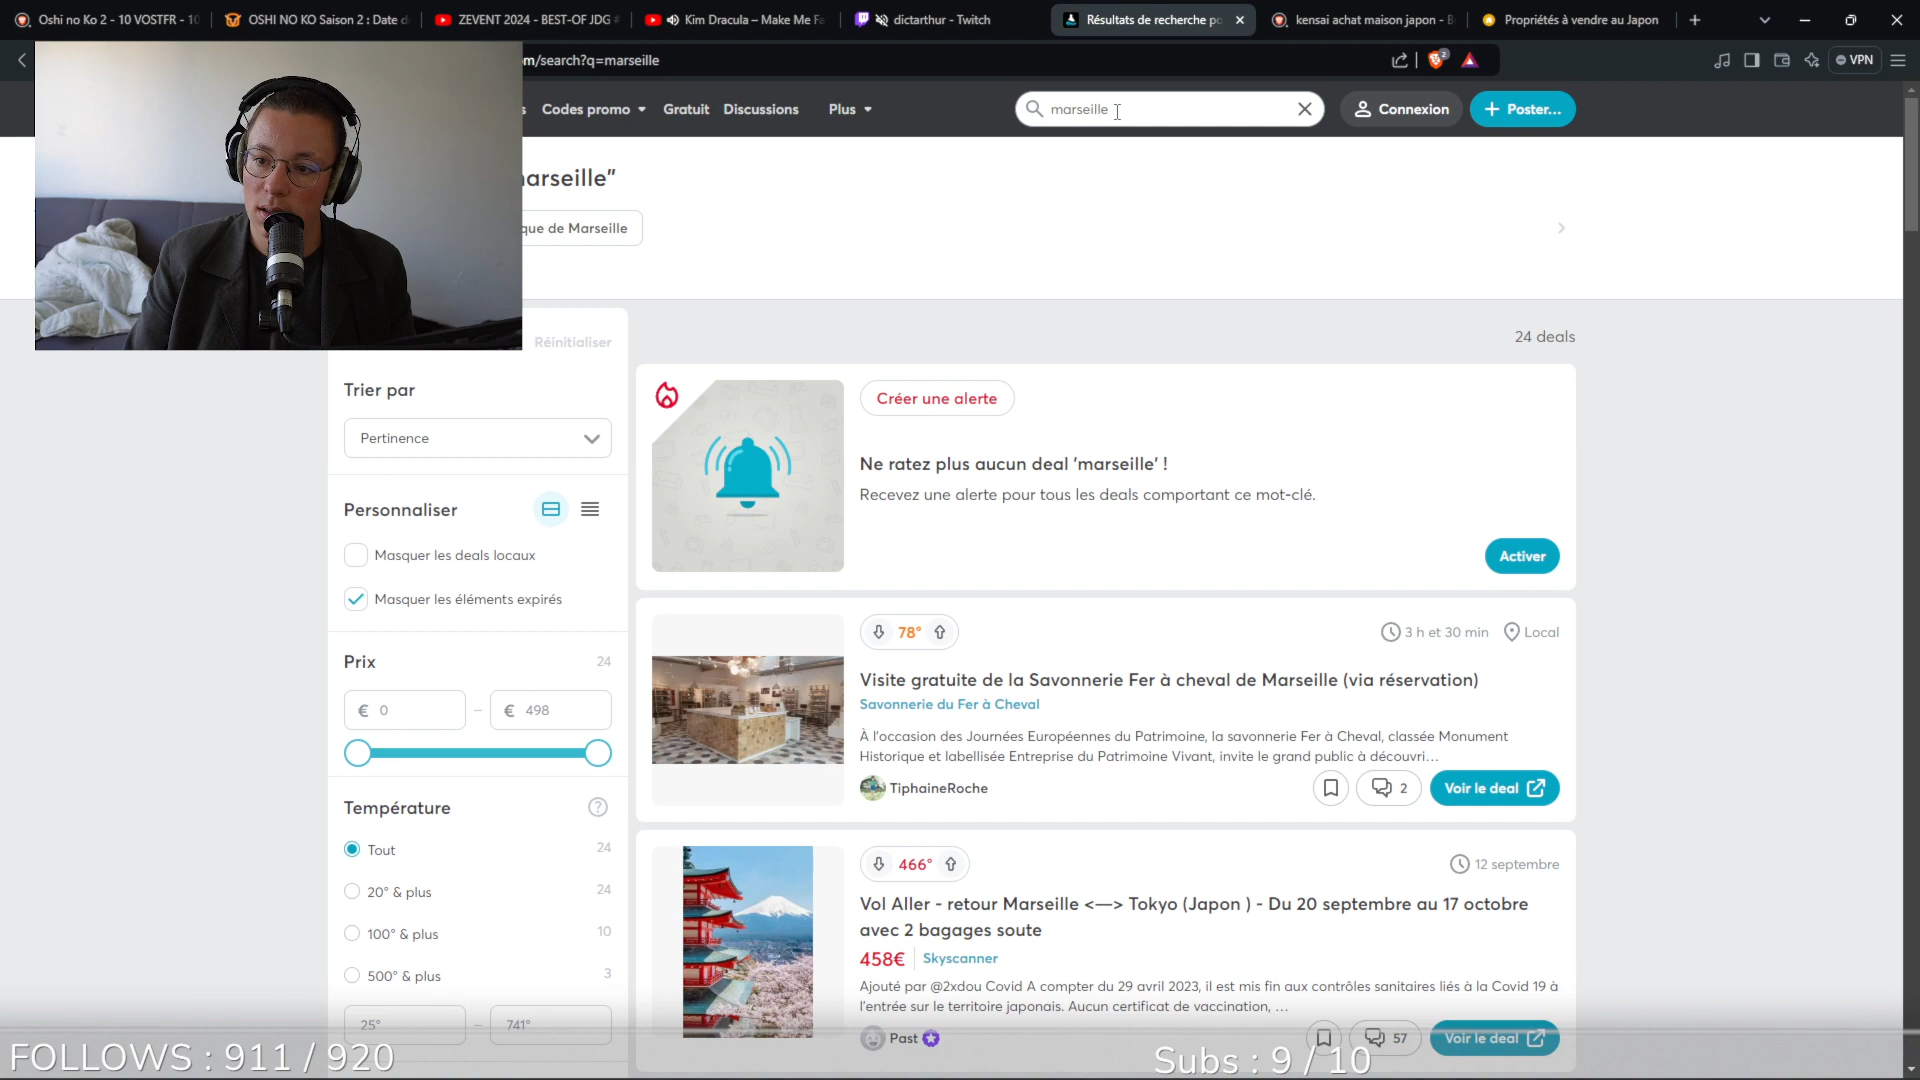 Oshi no Ko 2 - 10 VOSTFR - 10
OSHI NO KO Saison 2 : Date d
ZEVENT 2024 - BEST-OF JDG #
Kim Dracula – Make Me Fa
dictarthur - Twitch
Résultats de recherche po
kensai achat maison japon - B
Propriétés à vendre au Japon
m/search?q=marseille
2
VPN
Codes promo
Gratuit
Discussions
Plus
marseille
Connexion
Poster...
arseille"
que de Marseille
Réinitialiser
24 deals
Trier par
Pertinence
Personnaliser
Masquer les deals locaux
Masquer les éléments expirés
Prix 24
€ 0 – € 498
Température ?
Tout 24
20° & plus 24
100° & plus 10
500° & plus 3
25° – 741°
Créer une alerte
Ne ratez plus aucun deal 'marseille' !
Recevez une alerte pour tous les deals comportant ce mot-clé.
Activer
78°
3 h et 30 min
Local
Visite gratuite de la Savonnerie Fer à cheval de Marseille (via réservation)
Savonnerie du Fer à Cheval
À l'occasion des Journées Européennes du Patrimoine, la savonnerie Fer à Cheval, classée Monument
Historique et labellisée Entreprise du Patrimoine Vivant, invite le grand public à découvri...
TiphaineRoche
2
Voir le deal
466°
12 septembre
Vol Aller - retour Marseille <—> Tokyo (Japon ) - Du 20 septembre au 17 octobre
avec 2 bagages soute
458€ Skyscanner
Ajouté par @2xdou Covid A compter du 29 avril 2023, il est mis fin aux contrôles sanitaires liés à la Covid 19 à
l'entrée sur le territoire japonais. Aucun certificat de vaccination, ...
Past
57
Voir le deal
FOLLOWS : 911 / 920
Subs : 9 / 10